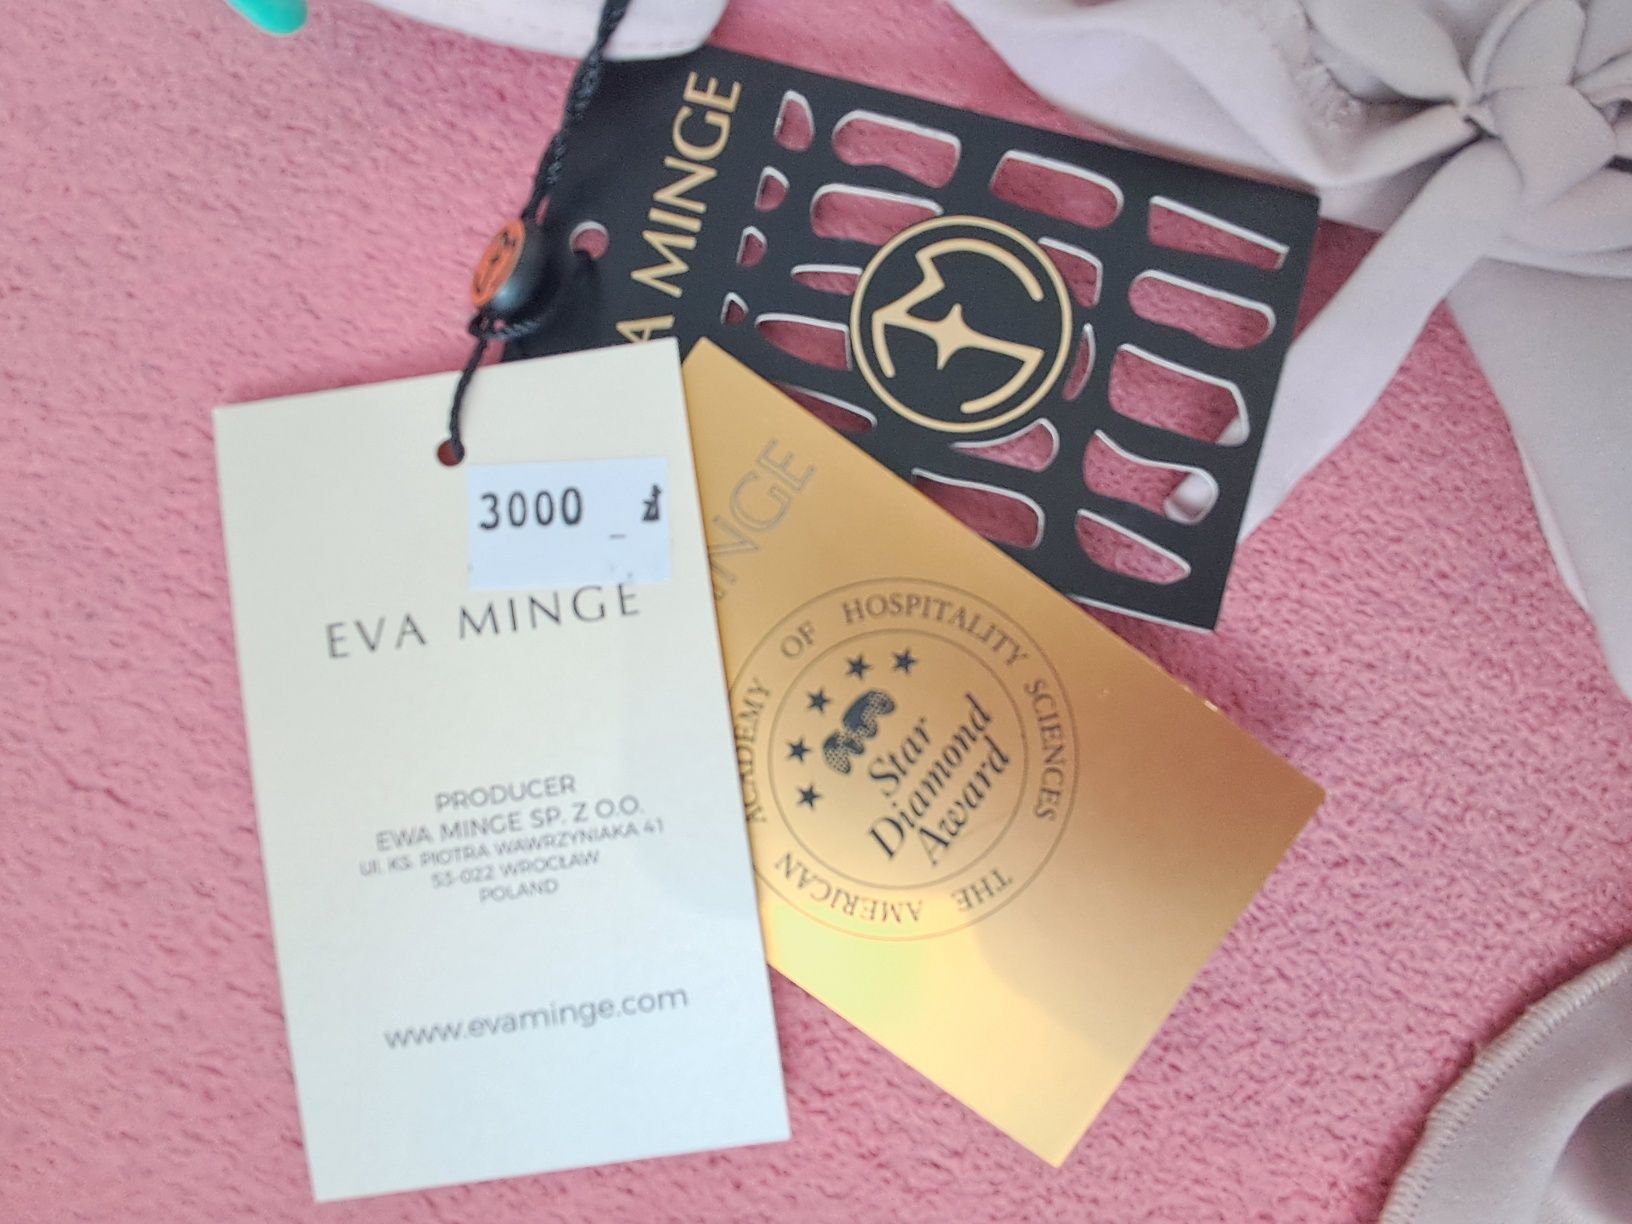 A MINGE
3000 _ zł
EVA MINGE
PRODUCER
EWA MINGE SP. Z O.O.
Ul. KS. PIOTRA WAWRZYNIAKA 41
53-022 WROCŁAW
POLAND
www.evaminge.com
INGE
THE AMERICAN ACADEMY OF HOSPITALITY SCIENCES
Star
Diamond
Award